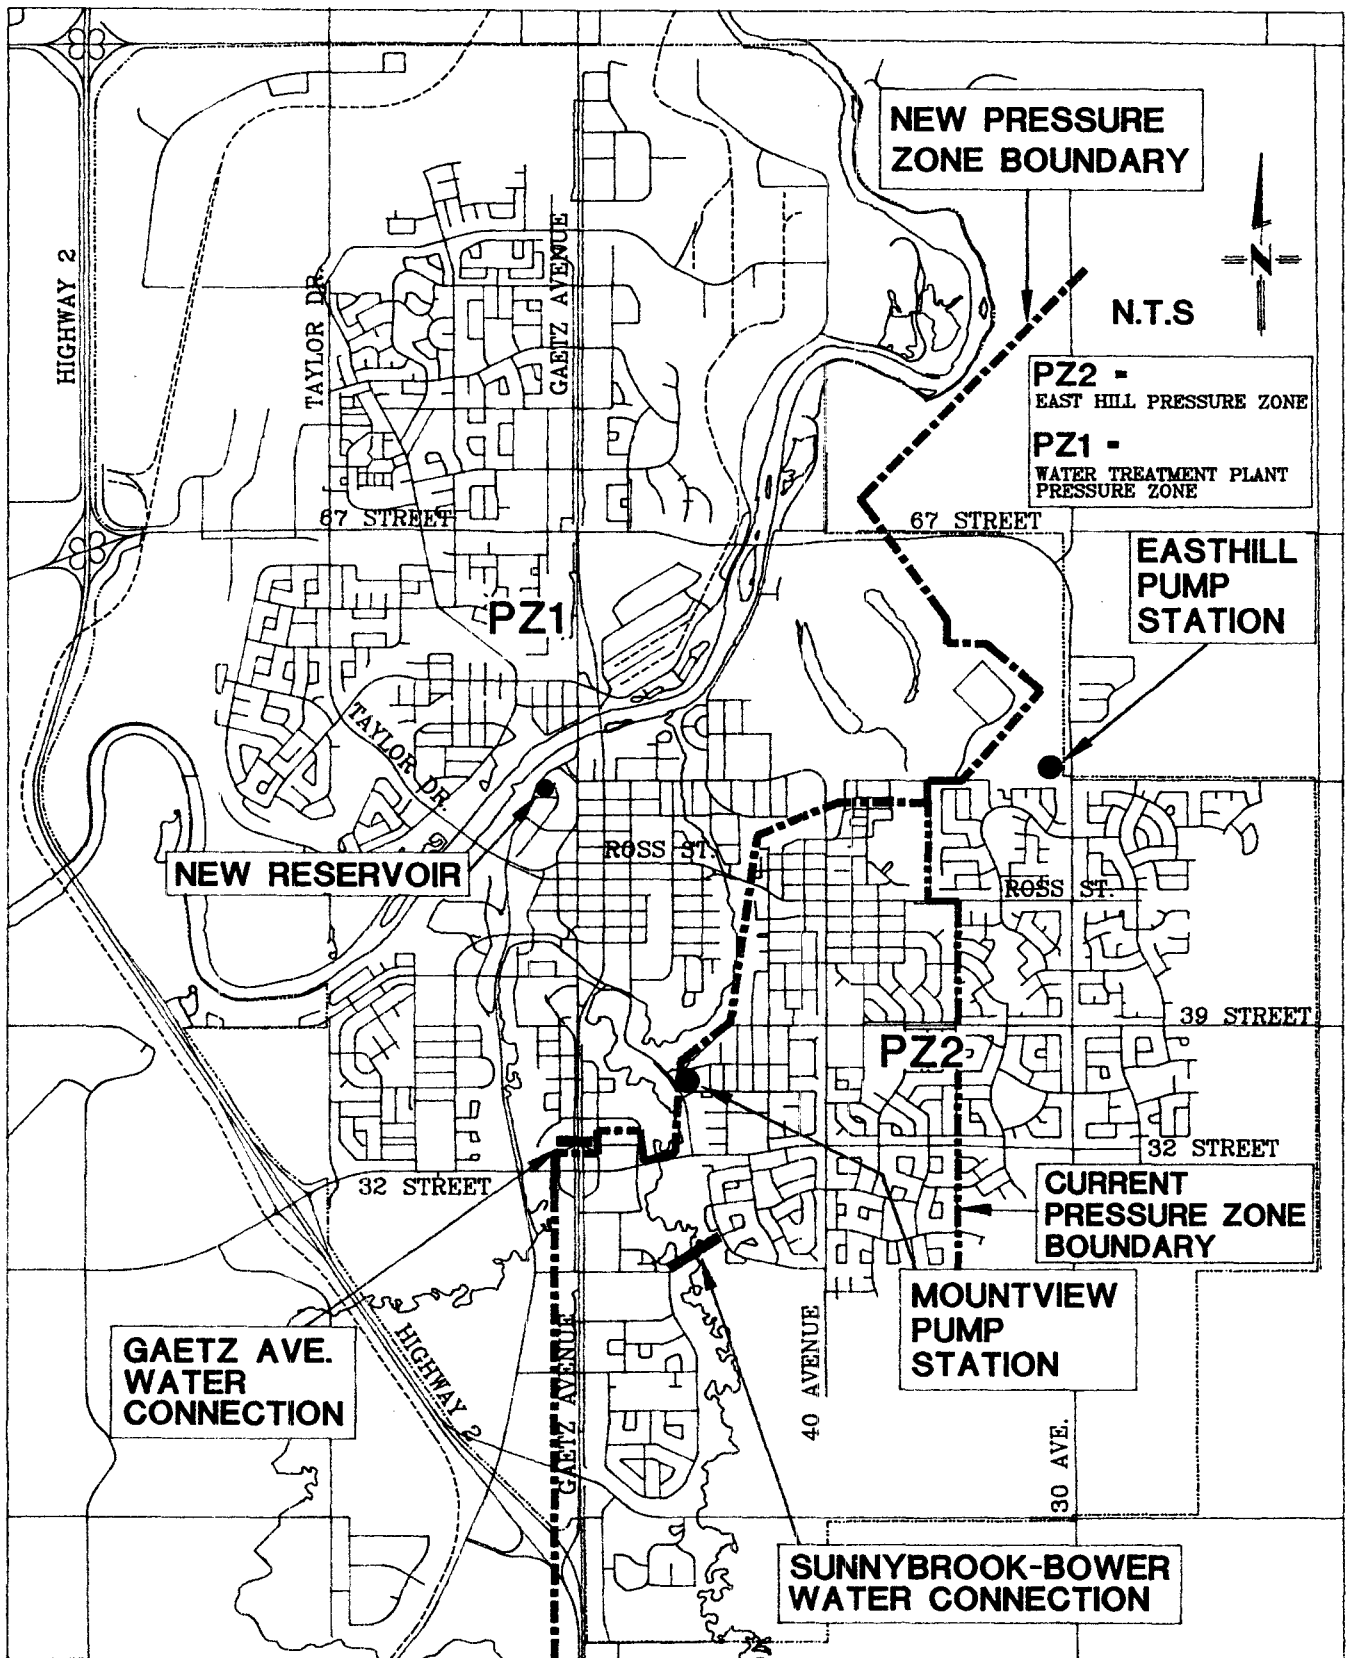 NEW PRESSURE
ZONE BOUNDARY
N
N.T.S
HIGHWAY 2
TAYLOR DR.
GAETZ AVENUE
PZ2 -
EAST HILL PRESSURE ZONE
PZ1 -
WATER TREATMENT PLANT
PRESSURE ZONE
67 STREET
67 STREET
EASTHILL
PUMP
STATION
PZ1
TAYLOR DR.
NEW RESERVOIR
ROSS ST.
ROSS ST.
39 STREET
PZ2
32 STREET
32 STREET
CURRENT
PRESSURE ZONE
BOUNDARY
MOUNTVIEW
PUMP
STATION
GAETZ AVE.
WATER
CONNECTION
HIGHWAY 2
GAETZ AVENUE
40 AVENUE
30 AVE.
SUNNYBROOK-BOWER
WATER CONNECTION